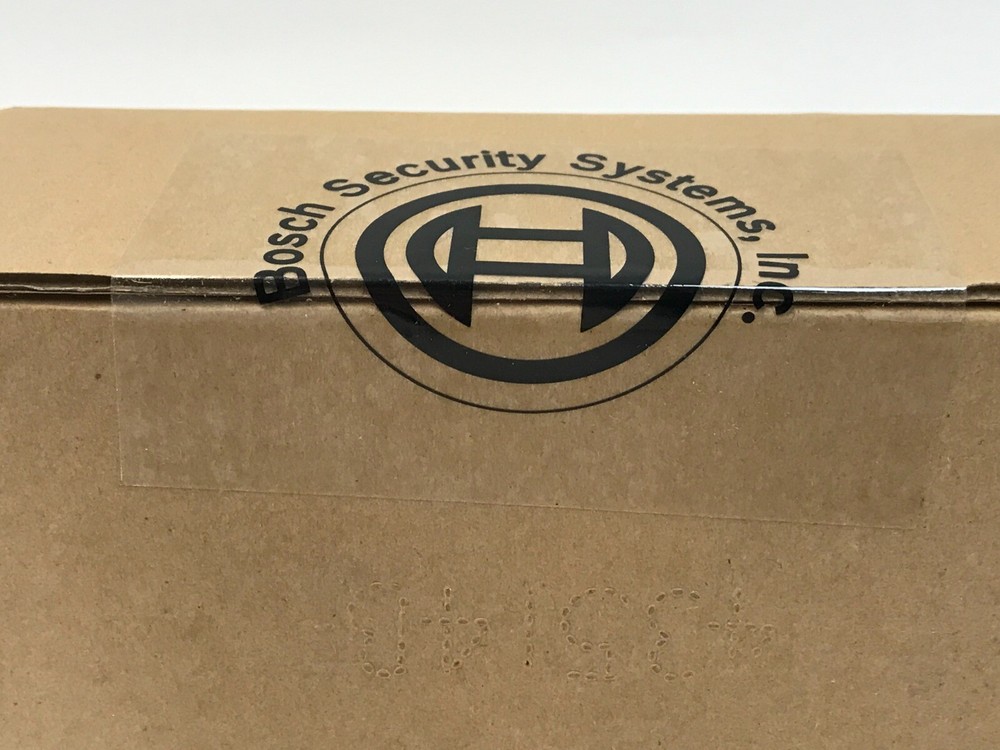 Bosch Security Systems, Inc.